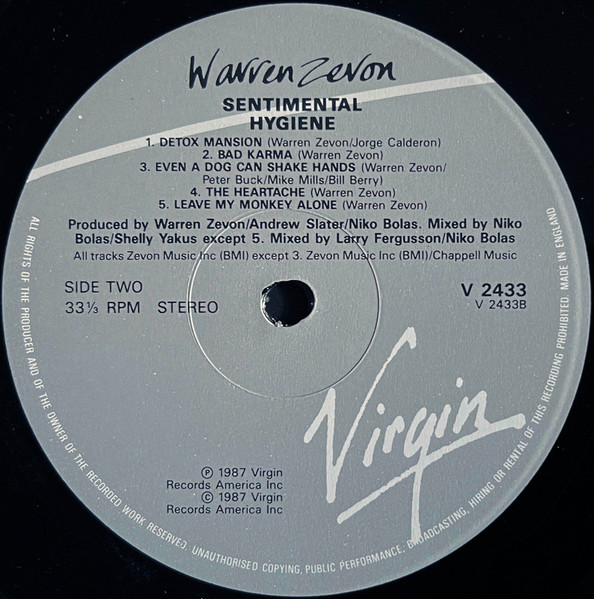 Warren Zevon
SENTIMENTAL
HYGIENE
1. DETOX MANSION (Warren Zevon/Jorge Calderon)
2. BAD KARMA (Warren Zevon)
3. EVEN A DOG CAN SHAKE HANDS (Warren Zevon/
Peter Buck/Mike Mills/Bill Berry)
4. THE HEARTACHE (Warren Zevon)
5. LEAVE MY MONKEY ALONE (Warren Zevon)
Produced by Warren Zevon/Andrew Slater/Niko Bolas. Mixed by Niko
Bolas/Shelly Yakus except 5. Mixed by Larry Fergusson/Niko Bolas
All tracks Zevon Music Inc (BMI) except 3. Zevon Music Inc (BMI)/Chappell Music
SIDE TWO
33⅓ RPM STEREO
V 2433
V 2433B
Virgin
℗ 1987 Virgin
Records America Inc
© 1987 Virgin
Records America Inc
ALL RIGHTS OF THE PRODUCER AND OF THE OWNER OF THE RECORDED WORK RESERVED. UNAUTHORISED COPYING, PUBLIC PERFORMANCE, BROADCASTING, HIRING OR RENTAL OF THIS RECORDING PROHIBITED. MADE IN ENGLAND